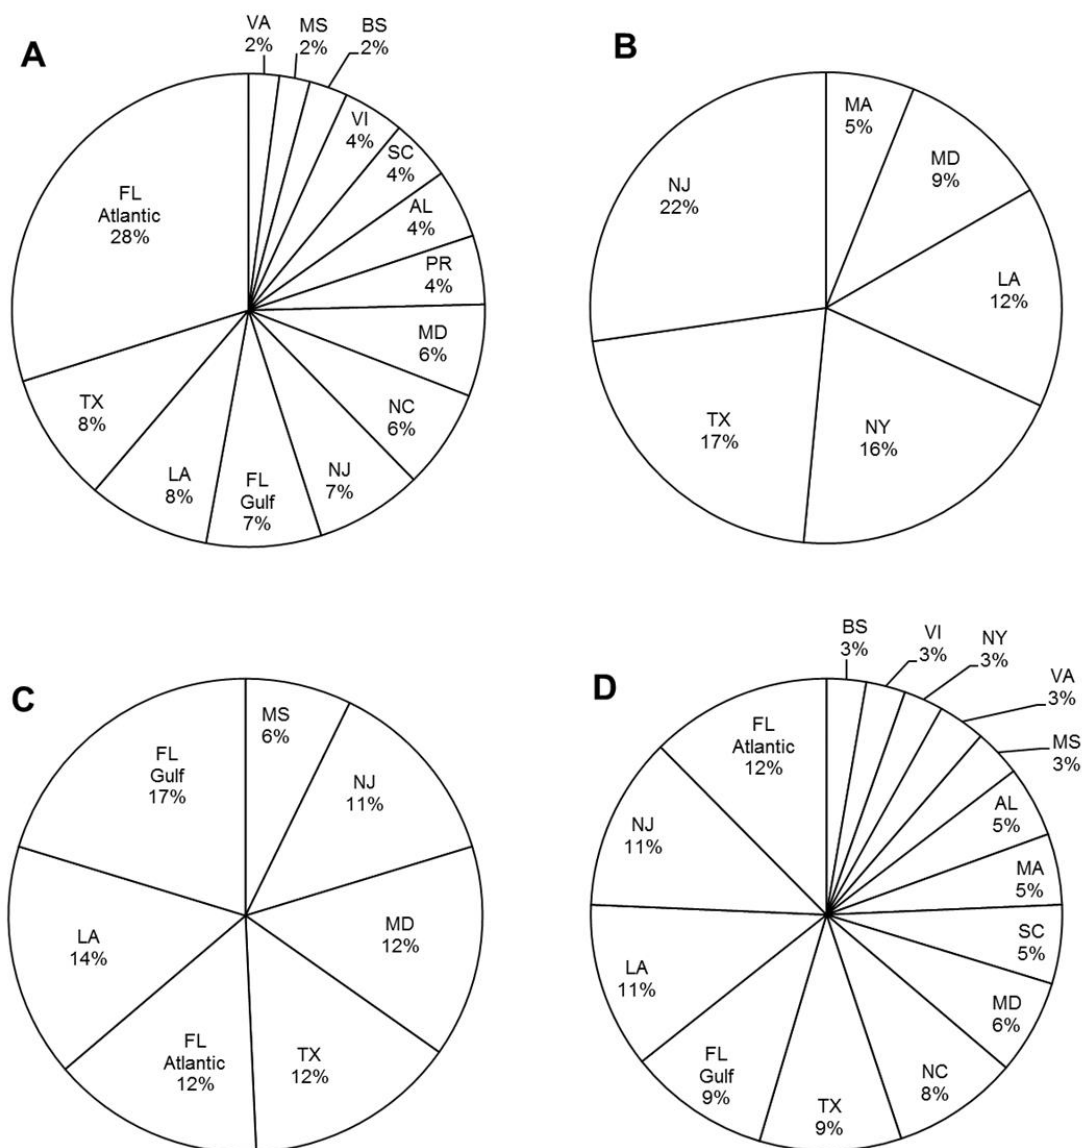 A
VA
2%
MS
2%
BS
2%
VI
4%
SC
4%
AL
4%
PR
4%
MD
6%
NC
6%
NJ
7%
FL
Gulf
7%
LA
8%
TX
8%
FL
Atlantic
28%
B
MA
5%
MD
9%
LA
12%
NY
16%
TX
17%
NJ
22%
C
MS
6%
NJ
11%
MD
12%
TX
12%
FL
Atlantic
12%
LA
14%
FL
Gulf
17%
D
BS
3%
VI
3%
NY
3%
VA
3%
MS
3%
AL
5%
MA
5%
SC
5%
MD
6%
NC
8%
TX
9%
FL
Gulf
9%
LA
11%
NJ
11%
FL
Atlantic
12%